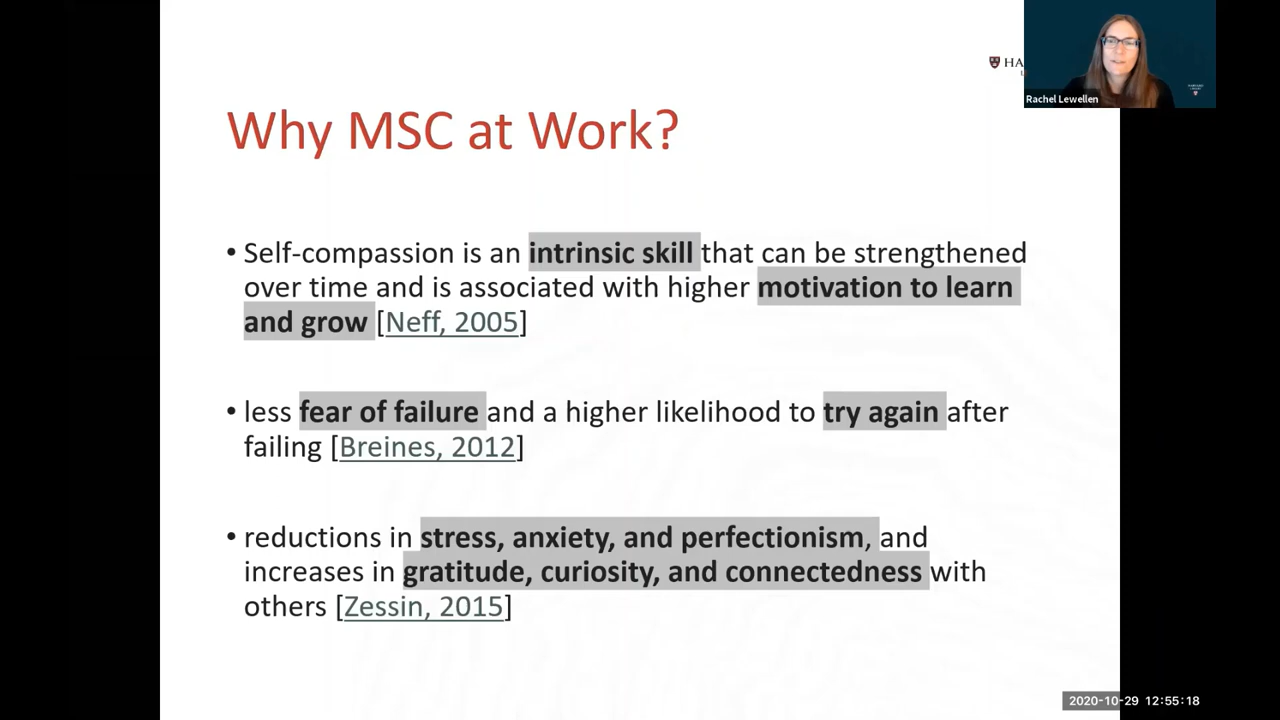 HA
Rachel Lewellen
Why MSC at Work?
• Self-compassion is an intrinsic skill that can be strengthened
over time and is associated with higher motivation to learn
and grow [Neff, 2005]
• less fear of failure and a higher likelihood to try again after
failing [Breines, 2012]
• reductions in stress, anxiety, and perfectionism, and
increases in gratitude, curiosity, and connectedness with
others [Zessin, 2015]
2020-10-29 12:55:18